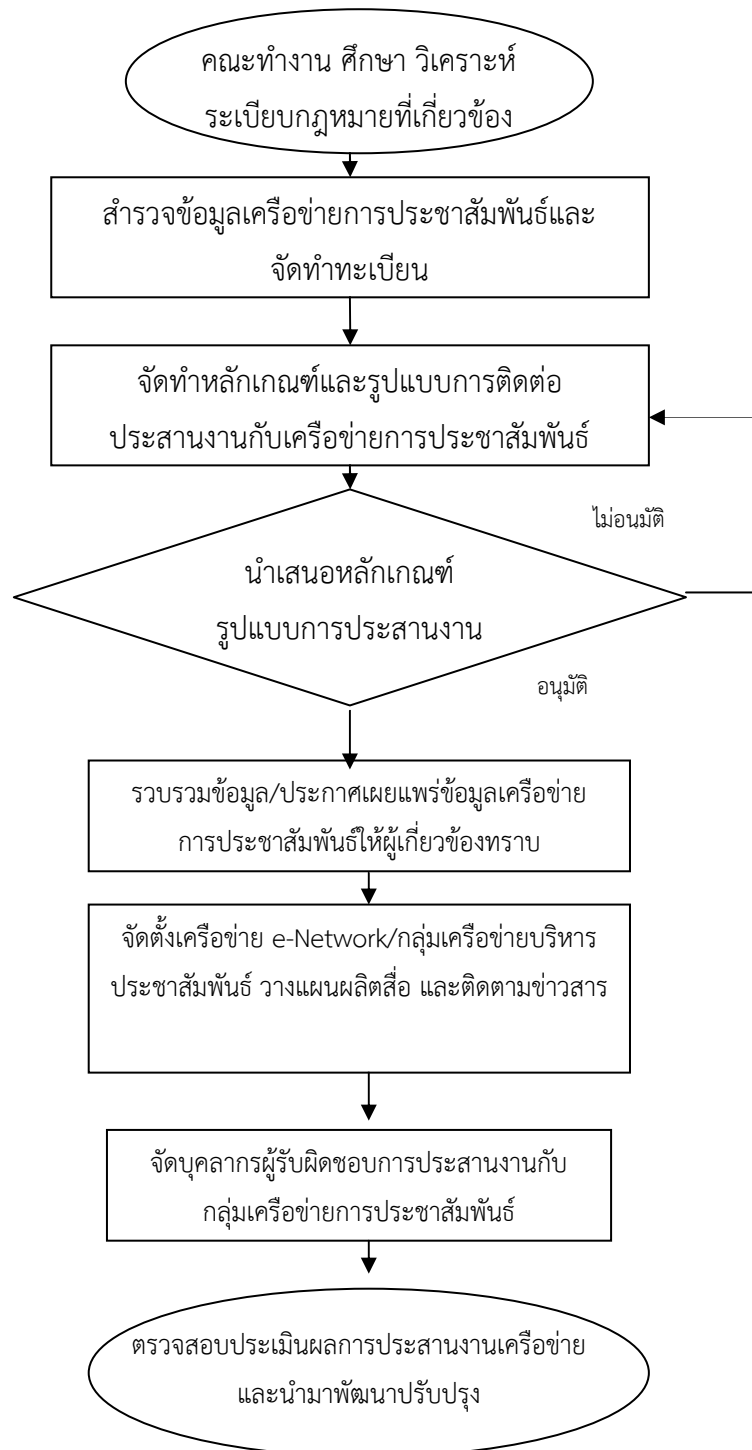 คณะทำงาน ศึกษา วิเคราะห์
ระเบียบกฎหมายที่เกี่ยวข้อง
สำรวจข้อมูลเครือข่ายการประชาสัมพันธ์และ
จัดทำทะเบียน
จัดทำหลักเกณฑ์และรูปแบบการติดต่อ
ประสานงานกับเครือข่ายการประชาสัมพันธ์
ไม่อนมัติ
นำเสนอหลักเกณฑ์
รูปแบบการประสานงาน
อนุมัติ
รวบรวมข้อมูล/ประกาศเผยแพร่ข้อมูลเครือข่าย
การประชาสัมพันธ์ให้ผู้เกี่ยวข้องทราบ
จัดตั้งเครือข่าย e-Network/กลุ่มเครือข่ายบริหาร
ประชาสัมพันธ์ วางแผนผลิตสื่อ และติดตามข่าวสาร
จัดบุคลากรผู้รับผิดชอบการประสานงานกับ
กลุ่มเครือข่ายการประชาสัมพันธ์
ตรวจสอบประเมินผลการประสานงานเครือข่าย
และนำมาพัฒนาปรับปรุง